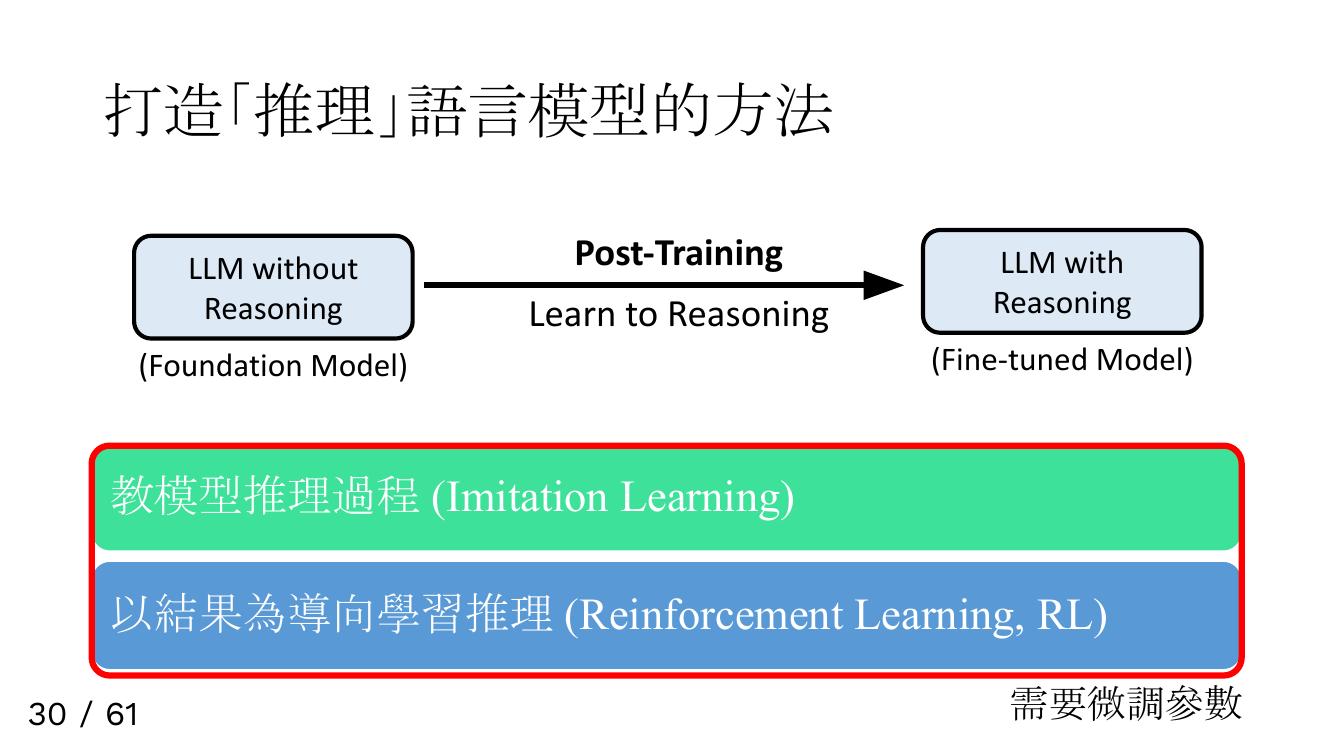 打造「推理」語言模型的方法
LLM without
Reasoning
(Foundation Model)
Post-Training
Learn to Reasoning
LLM with
Reasoning
(Fine-tuned Model)
教模型推理過程 (Imitation Learning)
以結果為導向學習推理 (Reinforcement Learning, RL)
需要微調參數
30 / 61